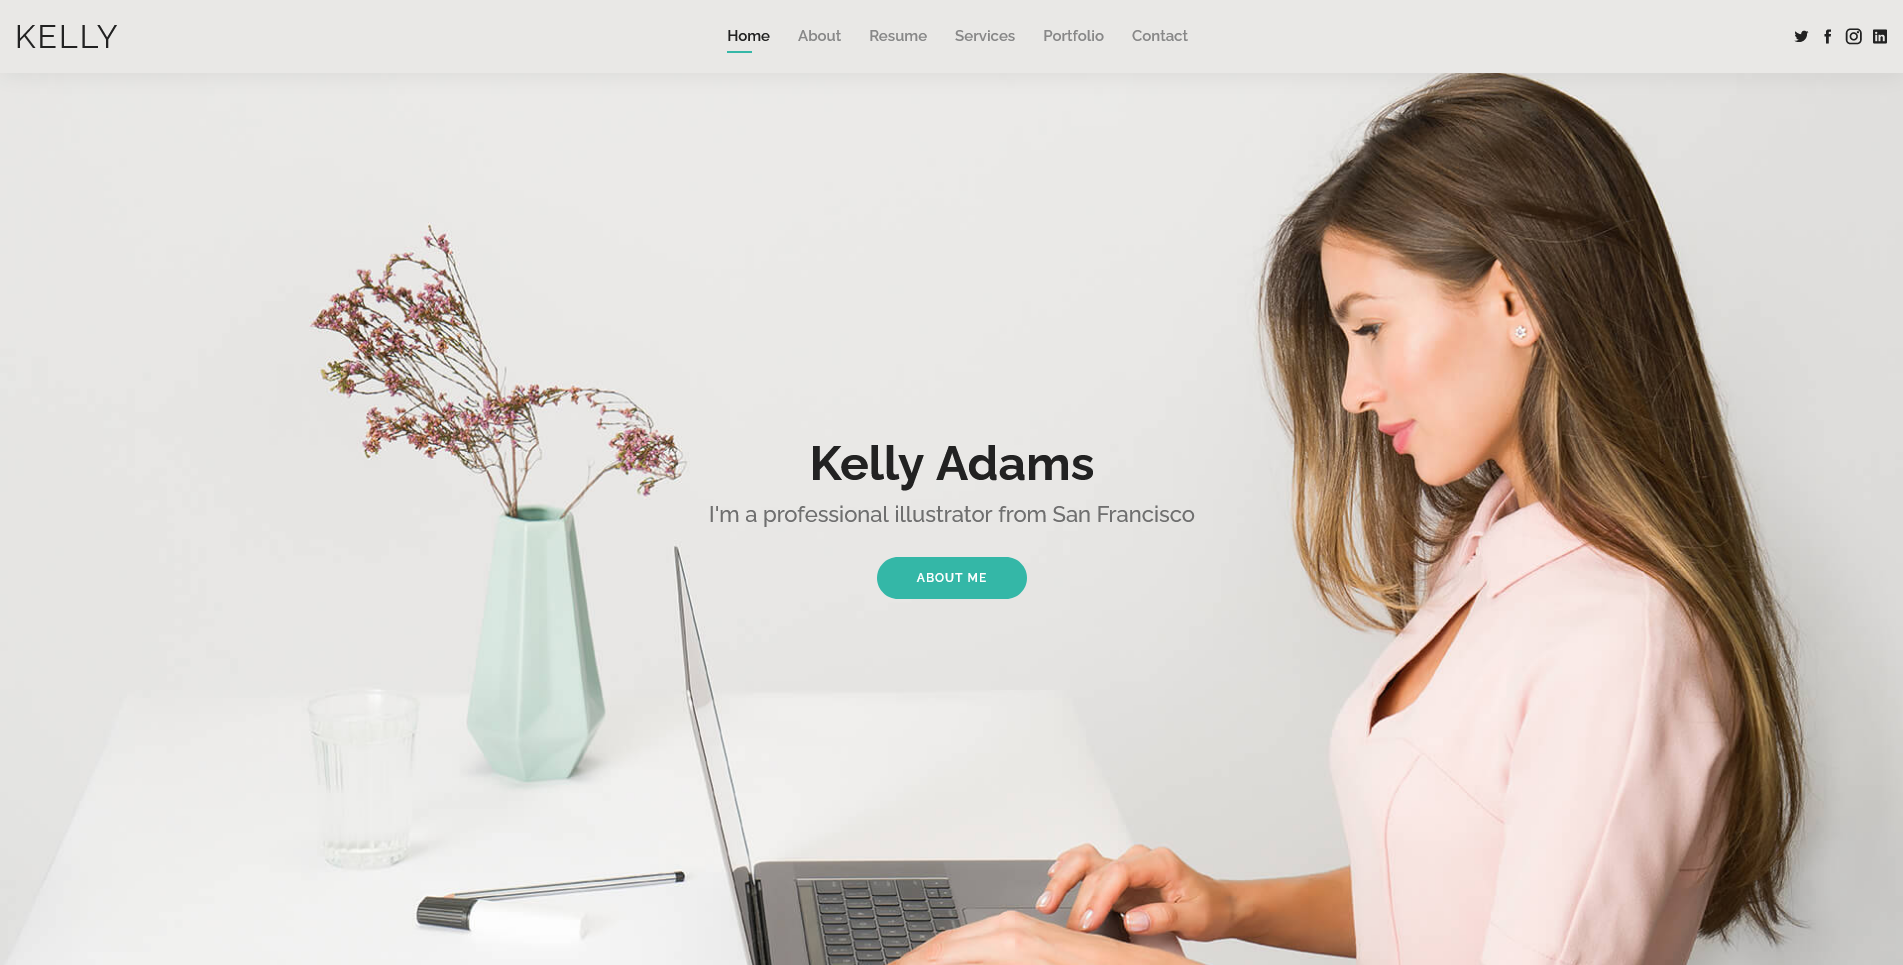 KELLY
Home About Resume Services Portfolio Contact
Kelly Adams
I'm a professional illustrator from San Francisco
ABOUT ME